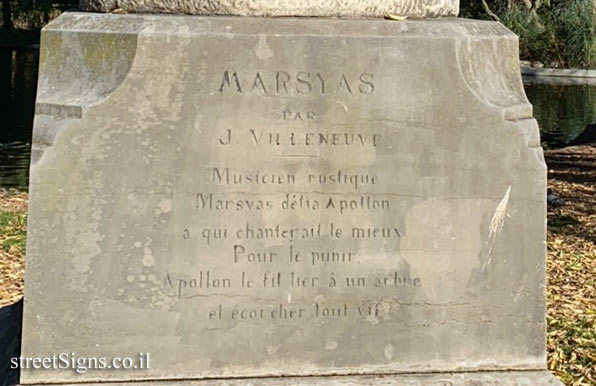 MARSYAS
PAR
J. VILLENEUVE
Musicien rustique
Marsyas défia Apollon
a qui chanterait le mieux
Pour le punir
Apollon le fit lier à un arbre
et écorcher tout vif
streetSigns.co.il